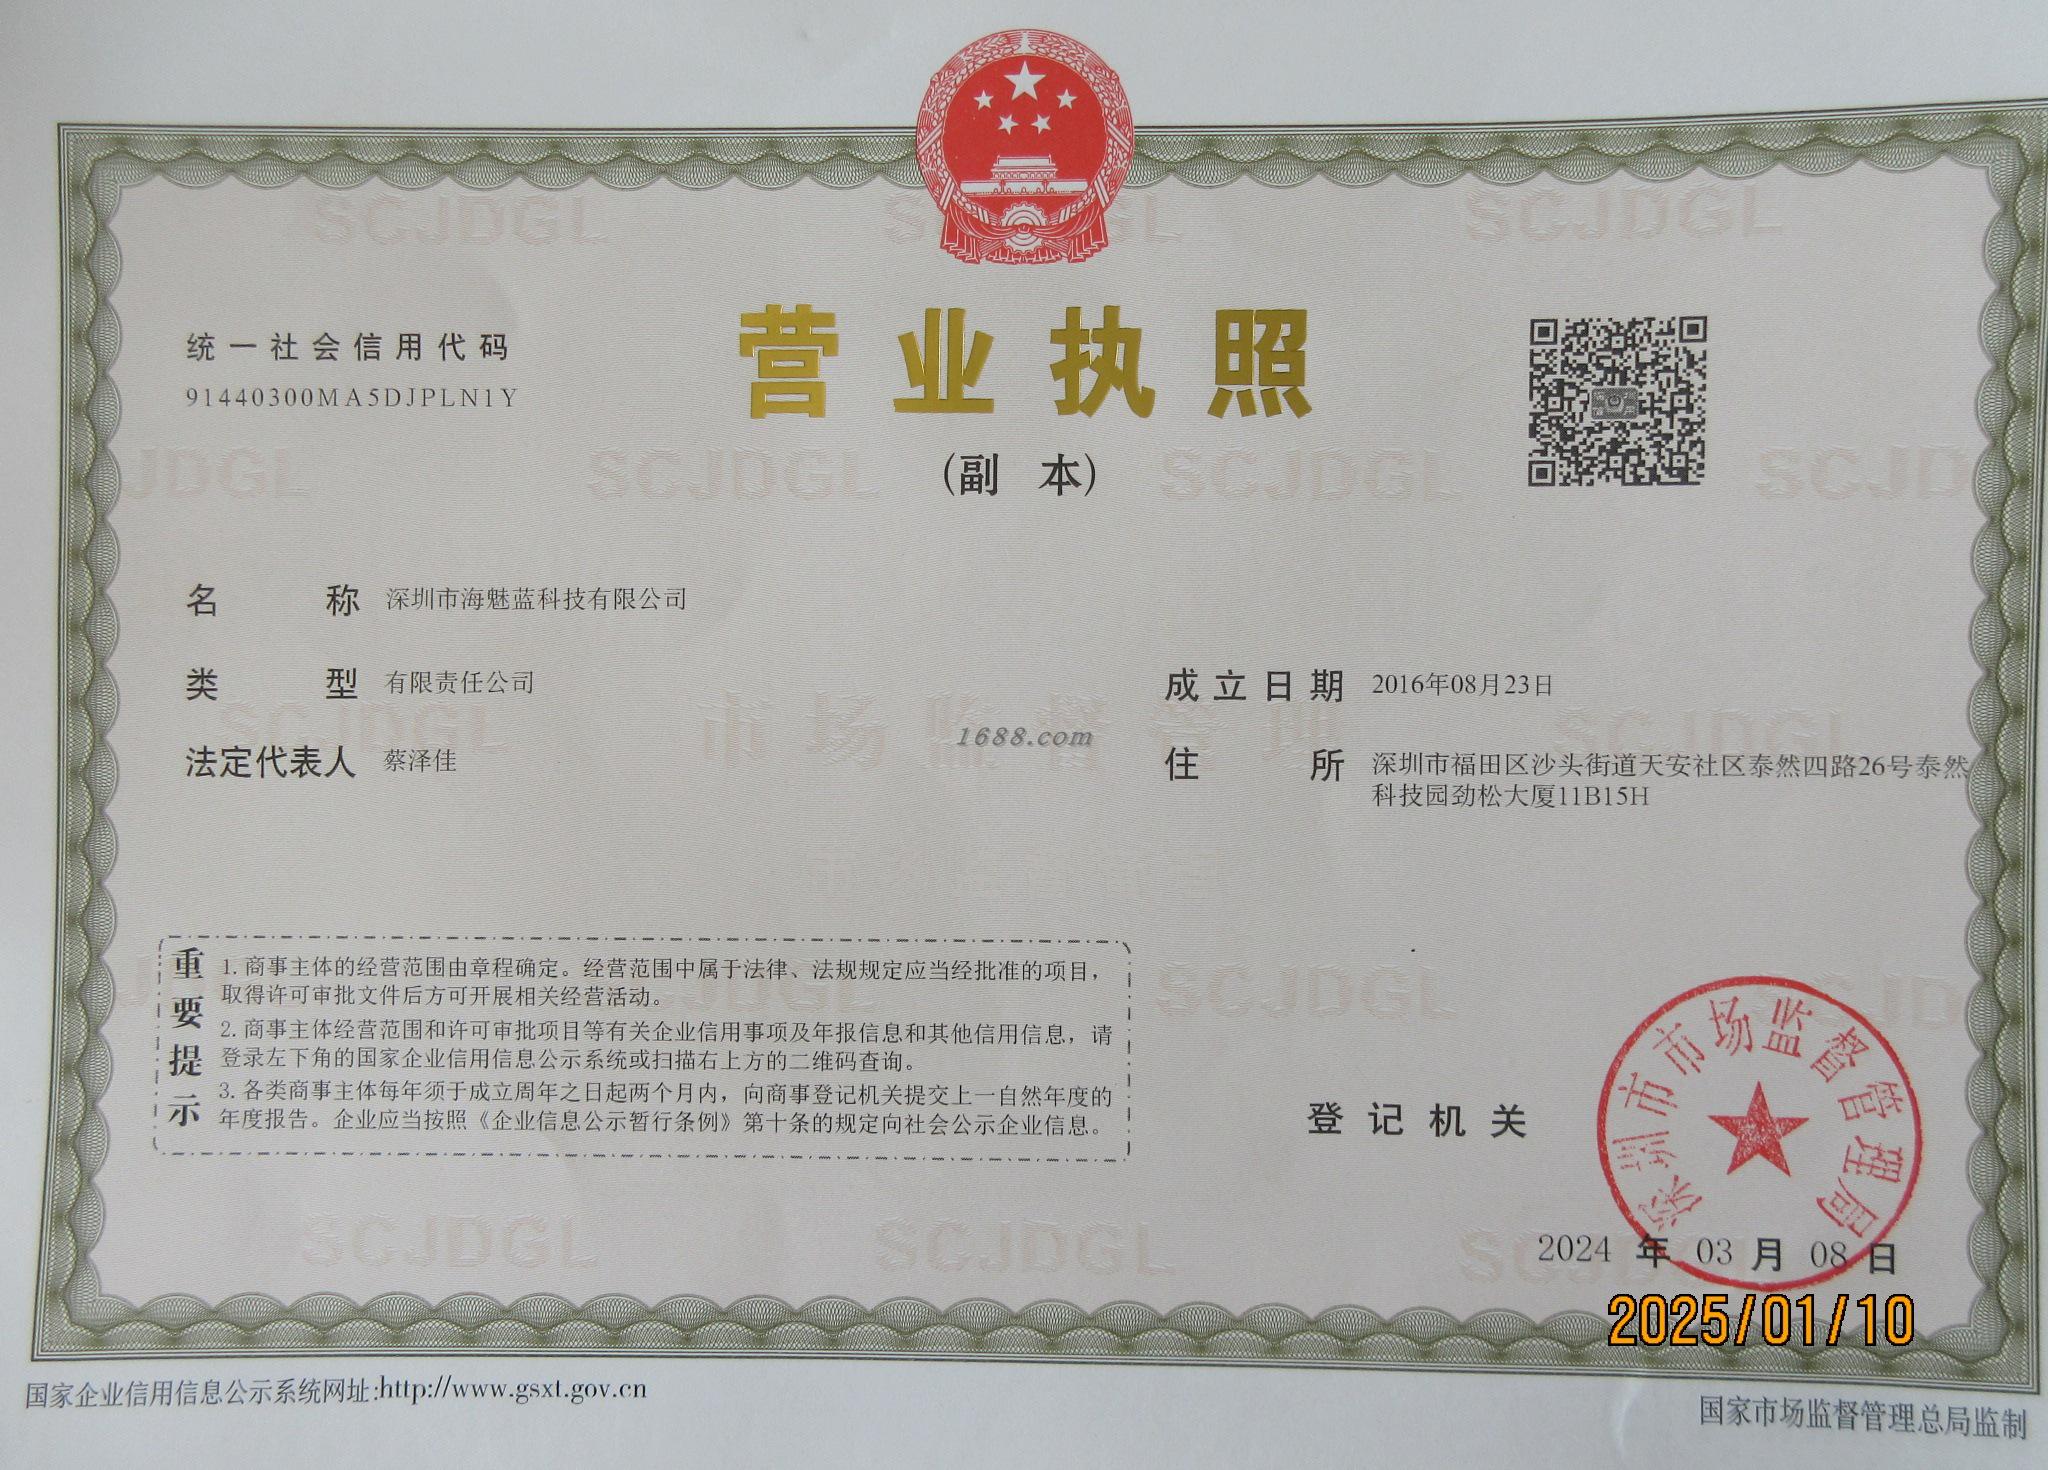 统一社会信用代码
91440300MA5DJPLN1Y
营业执照
(副 本)
名 称 深圳市海魅蓝科技有限公司
类 型 有限责任公司
法定代表人 蔡泽佳
成立日期 2016年08月23日
住 所 深圳市福田区沙头街道天安社区泰然四路26号泰然
科技园劲松大厦11B15H
1688.com
重要提示
1. 商事主体的经营范围由章程确定。经营范围中属于法律、法规规定应当经批准的项目，
取得许可审批文件后方可开展相关经营活动。
2. 商事主体经营范围和许可审批项目等有关企业信用事项及年报信息和其他信用信息，请
登录左下角的国家企业信用信息公示系统或扫描右上方的二维码查询。
3. 各类商事主体每年须于成立周年之日起两个月内，向商事登记机关提交上一自然年度的
年度报告。企业应当按照《企业信息公示暂行条例》第十条的规定向社会公示企业信息。
登记机关
深圳市市场监督管理局
2024 年 03 月 08 日
2025/01/10
国家企业信用信息公示系统网址:http://www.gsxt.gov.cn
国家市场监督管理总局监制
SCJDGL
市场监督管理